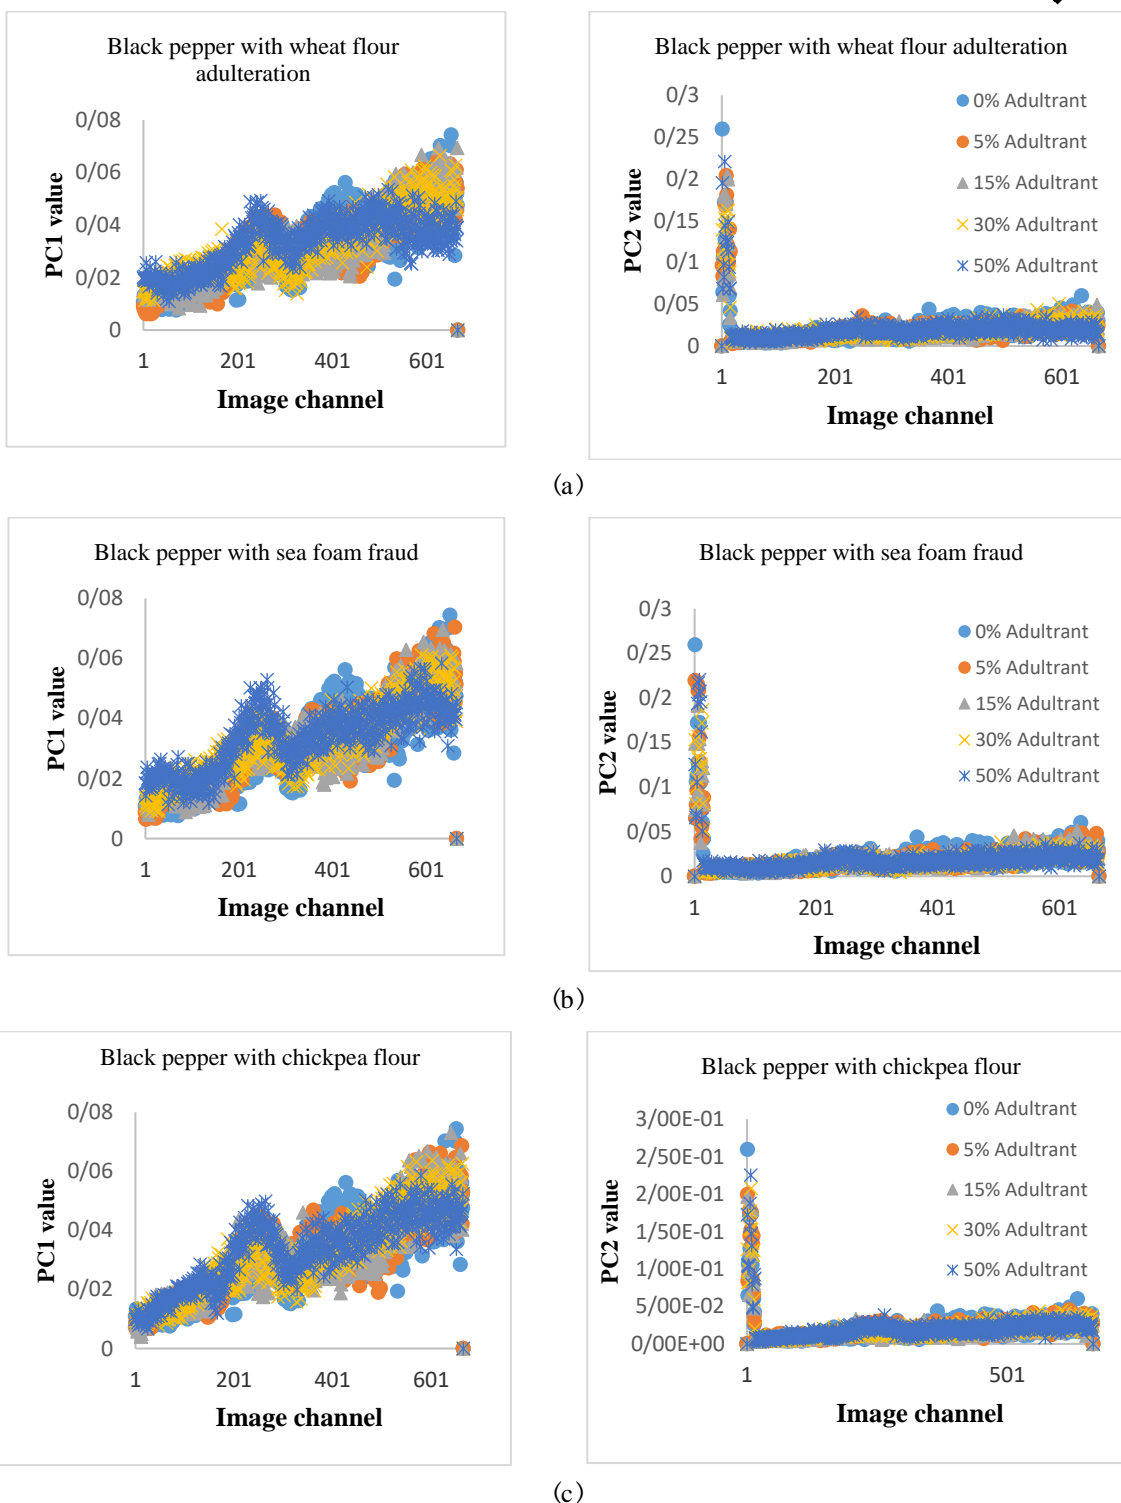 Black pepper with wheat flour
adulteration
0/08
0/06
0/04
0/02
0
PC1 value
1 201 401 601
Image channel
Black pepper with wheat flour adulteration
0/3
0/25
0/2
0/15
0/1
0/05
0
PC2 value
0% Adultrant
5% Adultrant
15% Adultrant
30% Adultrant
50% Adultrant
1 201 401 601
Image channel
(a)
Black pepper with sea foam fraud
0/08
0/06
0/04
0/02
0
PC1 value
1 201 401 601
Image channel
Black pepper with sea foam fraud
0/3
0/25
0/2
0/15
0/1
0/05
0
PC2 value
0% Adultrant
5% Adultrant
15% Adultrant
30% Adultrant
50% Adultrant
1 201 401 601
Image channel
(b)
Black pepper with chickpea flour
0/08
0/06
0/04
0/02
0
PC1 value
1 201 401 601
Image channel
Black pepper with chickpea flour
3/00E-01
2/50E-01
2/00E-01
1/50E-01
1/00E-01
5/00E-02
0/00E+00
PC2 value
0% Adultrant
5% Adultrant
15% Adultrant
30% Adultrant
50% Adultrant
1 501
Image channel
(c)